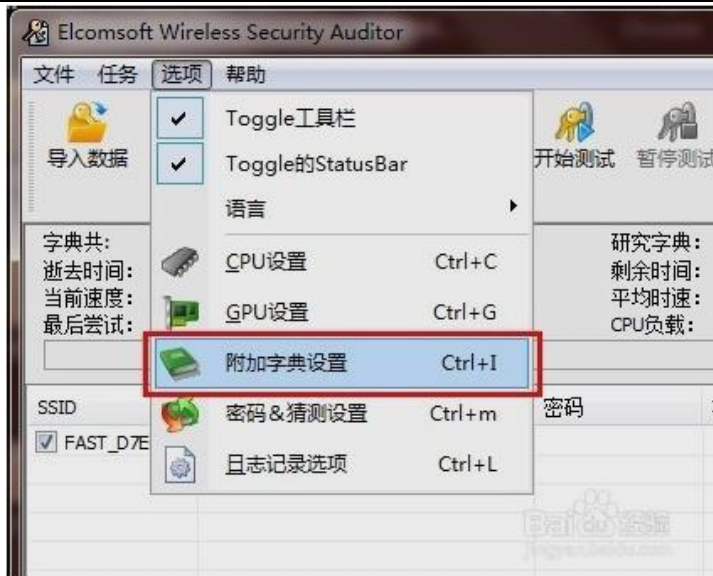 Elcomsoft Wireless Security Auditor
文件 任务 选项 帮助
导入数据
Toggle工具栏
Toggle的StatusBar
语言
开始测试 暂停测试
字典共:
逝去时间:
当前速度:
最后尝试:
CPU设置 Ctrl+C
GPU设置 Ctrl+G
附加字典设置 Ctrl+I
密码&猜测设置 Ctrl+m
日志记录选项 Ctrl+L
研究字典:
剩余时间:
平均时速:
CPU负载:
SSID
密码
FAST_D7E
Baidu 经验
jingyan.baidu.com